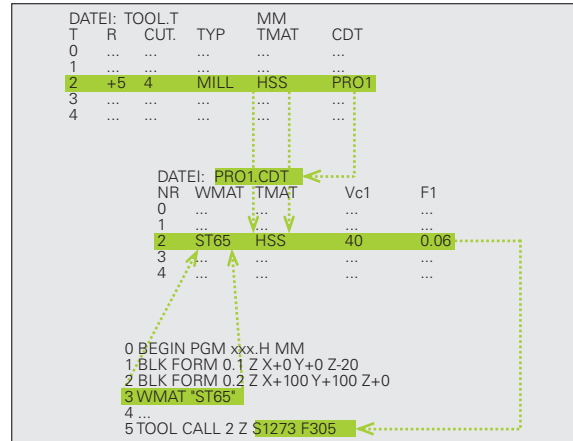 DATEI: TOOL.T MM
T R CUT. TYP TMAT CDT
0 ... ... ... ... ...
1 ... ... ... ... ...
2 +5 4 MILL HSS PRO1
3 ... ... ... ... ...
4 ... ... ... ... ...
DATEI: PRO1.CDT
NR WMAT TMAT Vc1 F1
0 ... ... ... ...
1 ... ... ... ...
2 ST65 HSS 40 0.06
3 ... ... ... ...
4 ... ... ... ...
0 BEGIN PGM xxx.H MM
1 BLK FORM 0.1 Z X+0 Y+0 Z-20
2 BLK FORM 0.2 Z X+100 Y+100 Z+0
3 WMAT "ST65"
4 ...
5 TOOL CALL 2 Z S1273 F305